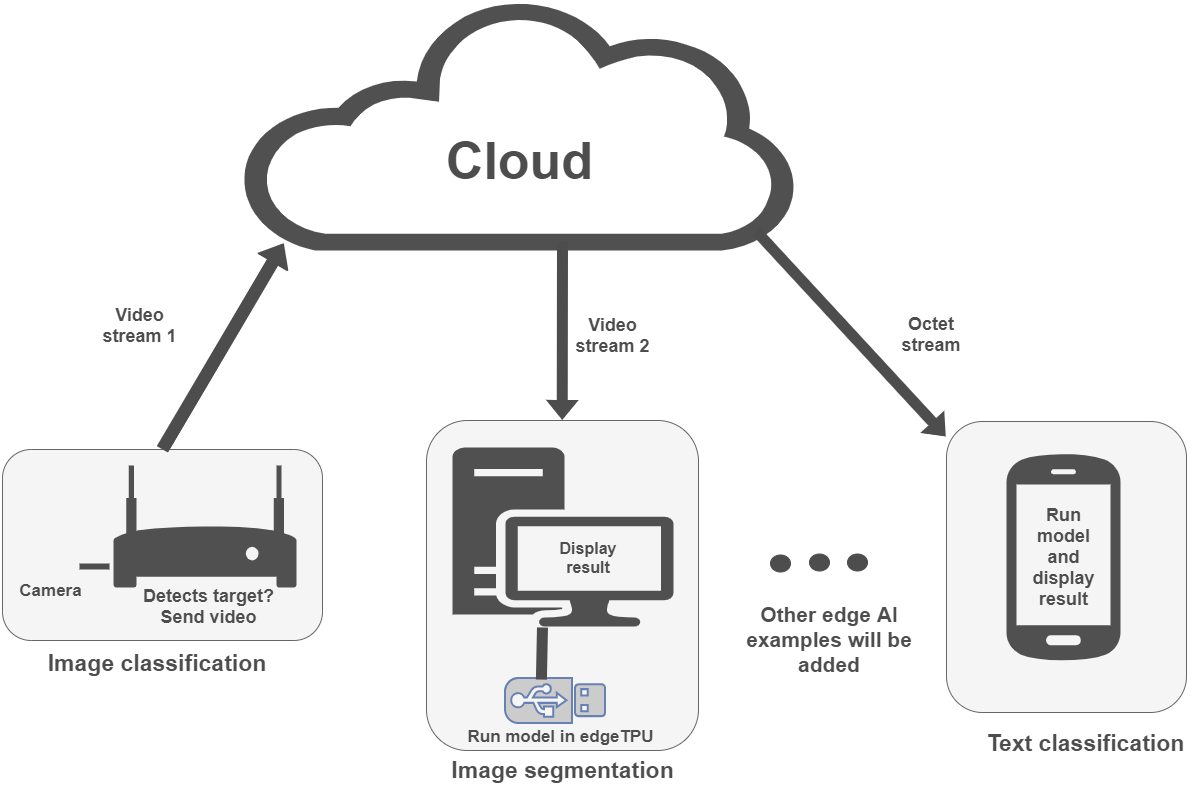 Cloud
Video
stream 1
Video
stream 2
Octet
stream
Camera
Detects target?
Send video
Image classification
Display
result
Run model in edgeTPU
Image segmentation
Other edge AI
examples will be
added
Run
model
and
display
result
Text classification